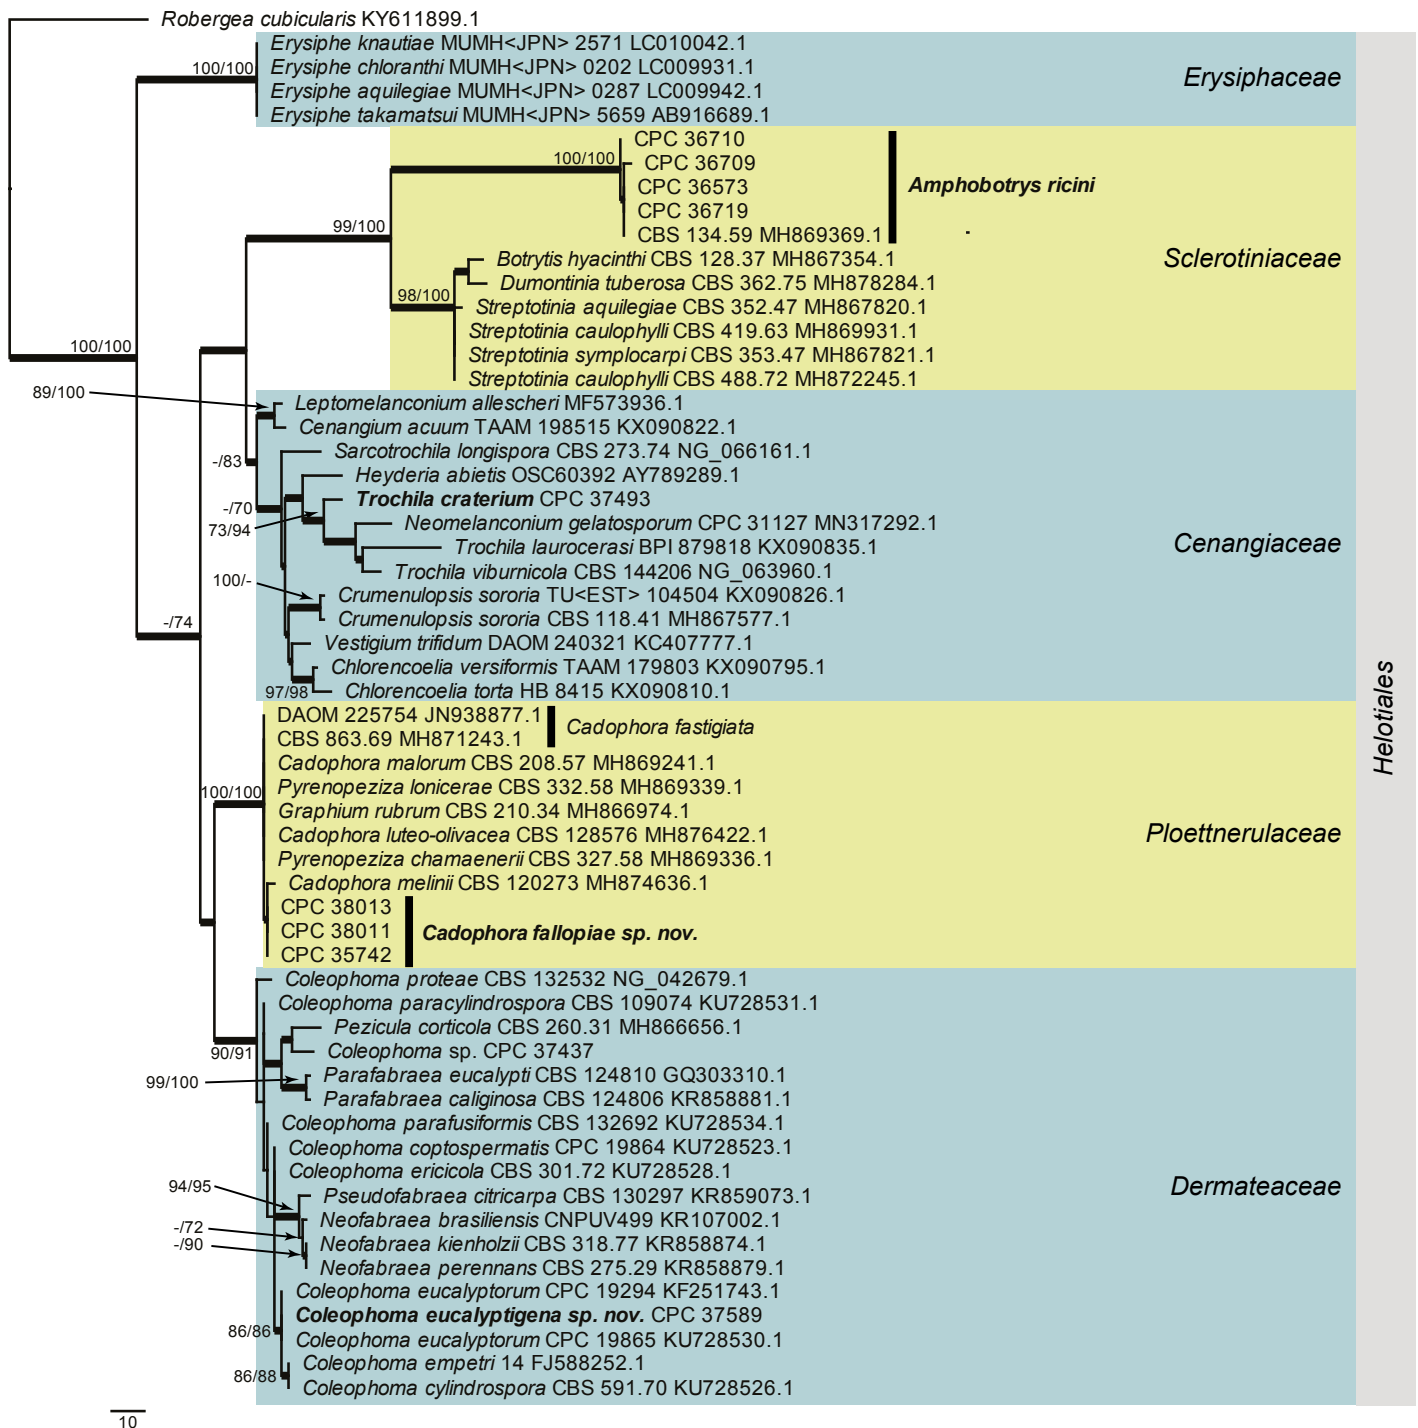 Robergea cubicularis KY611899.1
Erysiphe knautiae MUMH<JPN> 2571 LC010042.1
Erysiphe chloranthi MUMH<JPN> 0202 LC009931.1
100/100
Erysiphe aquilegiae MUMH<JPN> 0287 LC009942.1
Erysiphe takamatsui MUMH<JPN> 5659 AB916689.1
Erysiphaceae
CPC 36710
100/100
CPC 36709
CPC 36573
CPC 36719
CBS 134.59 MH869369.1
Amphobotrys ricini
99/100
Botrytis hyacinthi CBS 128.37 MH867354.1
Sclerotiniaceae
Dumontinia tuberosa CBS 362.75 MH878284.1
98/100
Streptotinia aquilegiae CBS 352.47 MH867820.1
Streptotinia caulophylli CBS 419.63 MH869931.1
100/100
Streptotinia symplocarpi CBS 353.47 MH867821.1
Streptotinia caulophylli CBS 488.72 MH872245.1
89/100
Leptomelanconium allescheri MF573936.1
Cenangium acuum TAAM 198515 KX090822.1
Sarcotrochila longispora CBS 273.74 NG_066161.1
-/83
Heyderia abietis OSC60392 AY789289.1
Trochila craterium CPC 37493
-/70
73/94
Neomelanconium gelatosporum CPC 31127 MN317292.1
Trochila laurocerasi BPI 879818 KX090835.1
Cenangiaceae
Trochila viburnicola CBS 144206 NG_063960.1
100/-
Crumenulopsis sororia TU<EST> 104504 KX090826.1
Crumenulopsis sororia CBS 118.41 MH867577.1
-/74
Vestigium trifidum DAOM 240321 KC407777.1
Chlorencoelia versiformis TAAM 179803 KX090795.1
97/98
Chlorencoelia torta HB 8415 KX090810.1
Helotiales
DAOM 225754 JN938877.1
CBS 863.69 MH871243.1
Cadophora fastigiata
Cadophora malorum CBS 208.57 MH869241.1
100/100
Pyrenopeziza lonicerae CBS 332.58 MH869339.1
Graphium rubrum CBS 210.34 MH866974.1
Cadophora luteo-olivacea CBS 128576 MH876422.1
Ploettnerulaceae
Pyrenopeziza chamaenerii CBS 327.58 MH869336.1
Cadophora melinii CBS 120273 MH874636.1
CPC 38013
CPC 38011
CPC 35742
Cadophora fallopiae sp. nov.
Coleophoma proteae CBS 132532 NG_042679.1
Coleophoma paracylindrospora CBS 109074 KU728531.1
Pezicula corticola CBS 260.31 MH866656.1
90/91
Coleophoma sp. CPC 37437
99/100
Parafabraea eucalypti CBS 124810 GQ303310.1
Parafabraea caliginosa CBS 124806 KR858881.1
Coleophoma parafusiformis CBS 132692 KU728534.1
Coleophoma coptospermatis CPC 19864 KU728523.1
Coleophoma ericicola CBS 301.72 KU728528.1
94/95
Pseudofabraea citricarpa CBS 130297 KR859073.1
Dermateaceae
-/72
Neofabraea brasiliensis CNPUV499 KR107002.1
-/90
Neofabraea kienholzii CBS 318.77 KR858874.1
Neofabraea perennans CBS 275.29 KR858879.1
Coleophoma eucalyptorum CPC 19294 KF251743.1
Coleophoma eucalyptigena sp. nov. CPC 37589
86/86
Coleophoma eucalyptorum CPC 19865 KU728530.1
Coleophoma empetri 14 FJ588252.1
86/88
Coleophoma cylindrospora CBS 591.70 KU728526.1
10